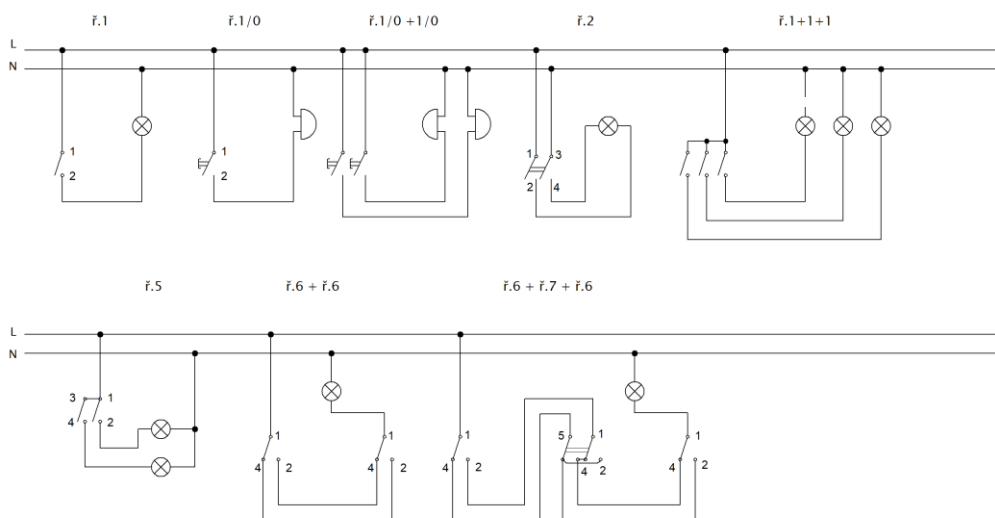 ř.1 ř.1/0 ř.1/0 +1/0 ř.2 ř.1+1+1
L
N
1 1 1 3
2 2 2 4
ř.5 ř.6 + ř.6 ř.6 + ř.7 + ř.6
L
N
3 1
4 2
1 1 1 5 1 1
4 2 4 2 4 2 4 2 4 2